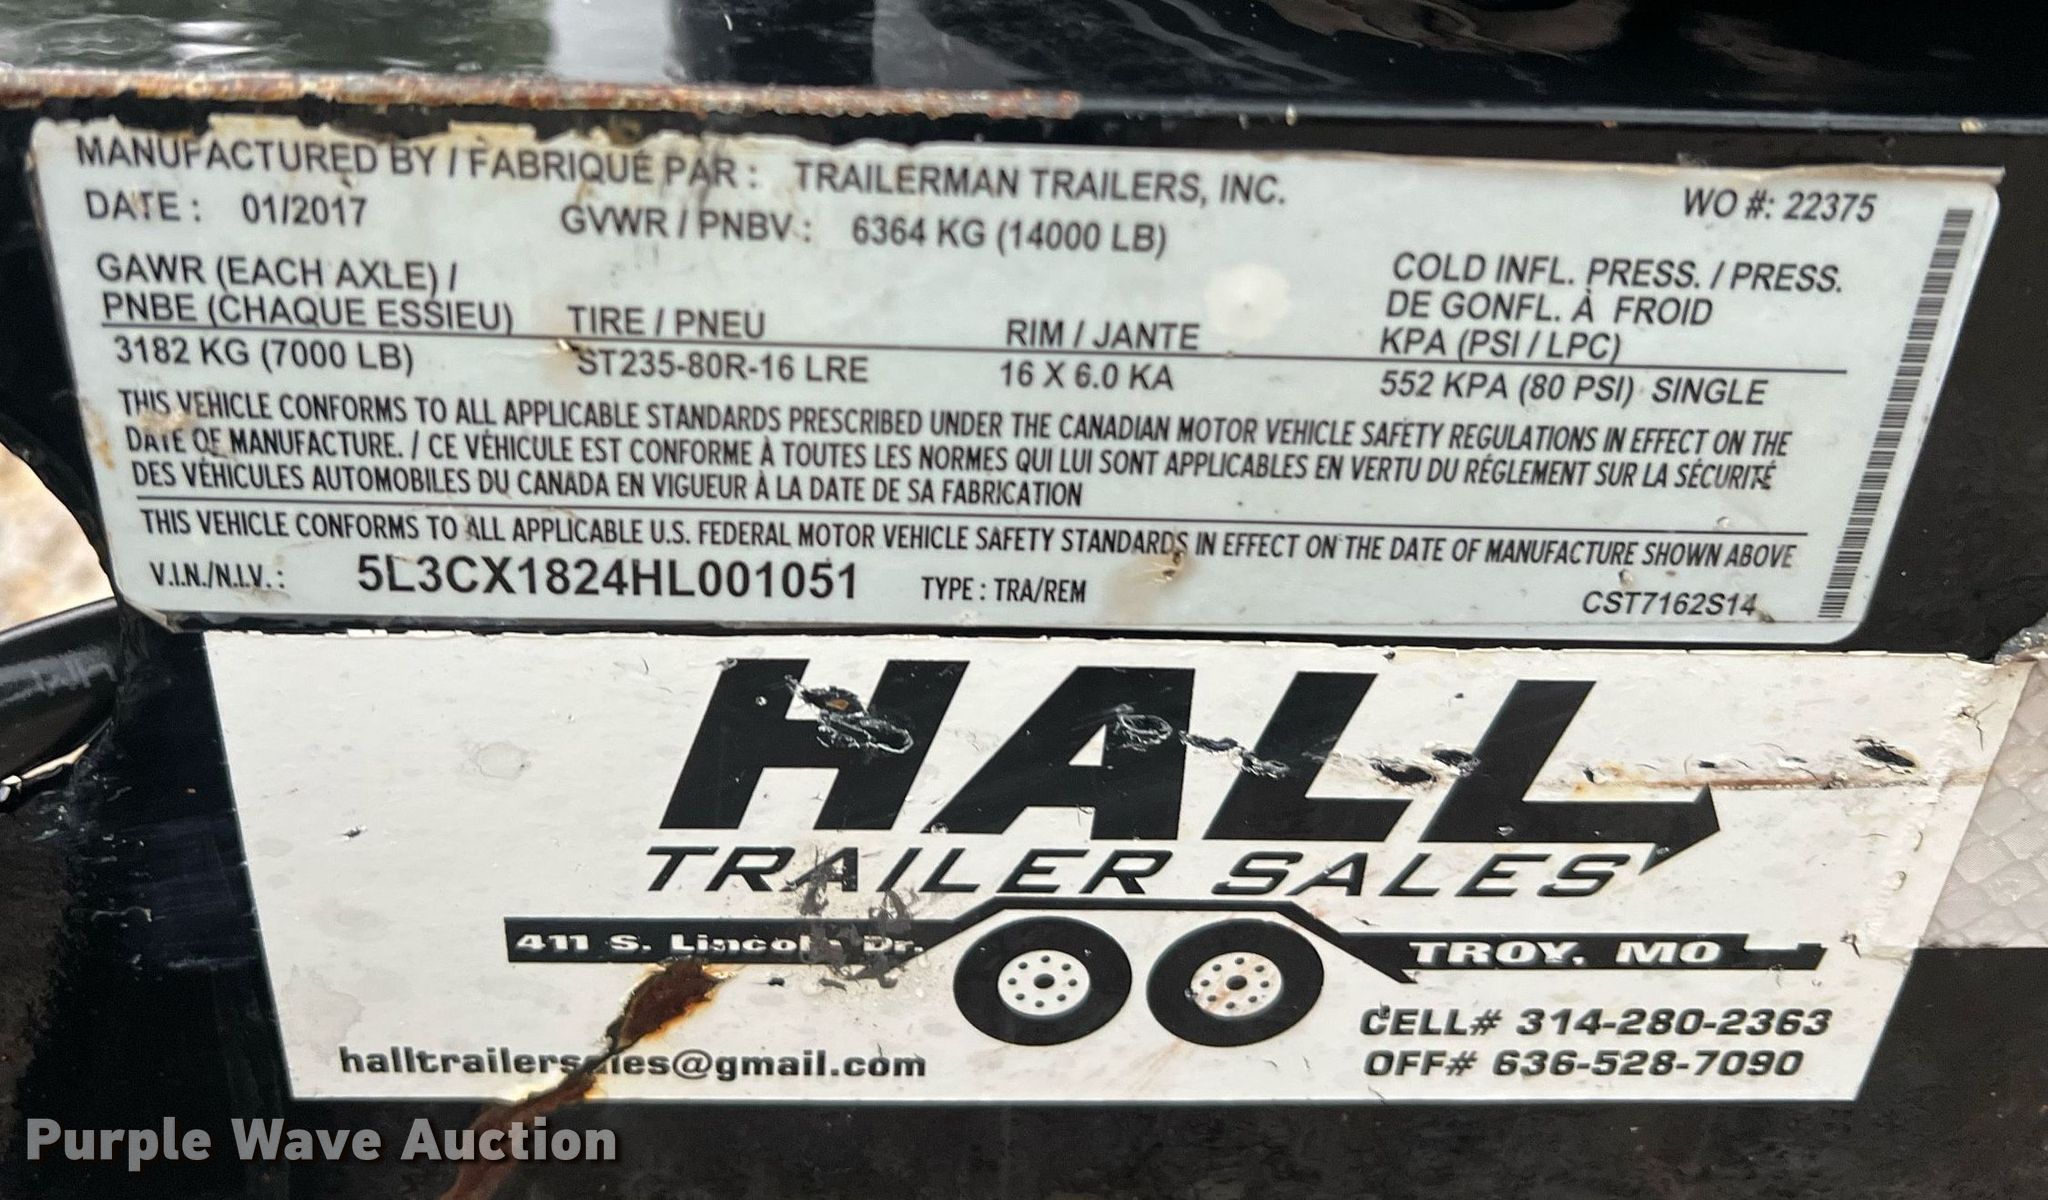 MANUFACTURED BY / FABRIQUÉ PAR : TRAILERMAN TRAILERS, INC.
WO #: 22375
DATE : 01/2017 GVWR / PNBV : 6364 KG (14000 LB)
GAWR (EACH AXLE) /
PNBE (CHAQUE ESSIEU) TIRE / PNEU RIM / JANTE
COLD INFL. PRESS. / PRESS.
DE GONFL. À FROID
KPA (PSI / LPC)
3182 KG (7000 LB) ST235-80R-16 LRE 16 X 6.0 KA 552 KPA (80 PSI) SINGLE
THIS VEHICLE CONFORMS TO ALL APPLICABLE STANDARDS PRESCRIBED UNDER THE CANADIAN MOTOR VEHICLE SAFETY REGULATIONS IN EFFECT ON THE
DATE OF MANUFACTURE. / CE VÉHICULE EST CONFORME À TOUTES LES NORMES QUI LUI SONT APPLICABLES EN VERTU DU RÉGLEMENT SUR LA SÉCURITÉ
DES VÉHICULES AUTOMOBILES DU CANADA EN VIGUEUR À LA DATE DE SA FABRICATION
THIS VEHICLE CONFORMS TO ALL APPLICABLE U.S. FEDERAL MOTOR VEHICLE SAFETY STANDARDS IN EFFECT ON THE DATE OF MANUFACTURE SHOWN ABOVE
V.I.N./N.I.V. : 5L3CX1824HL001051 TYPE : TRA/REM CST7162S14
HALL
TRAILER SALES
411 S. Lincoln Dr. TROY, MO
CELL# 314-280-2363
halltrailersales@gmail.com OFF# 636-528-7090
Purple Wave Auction